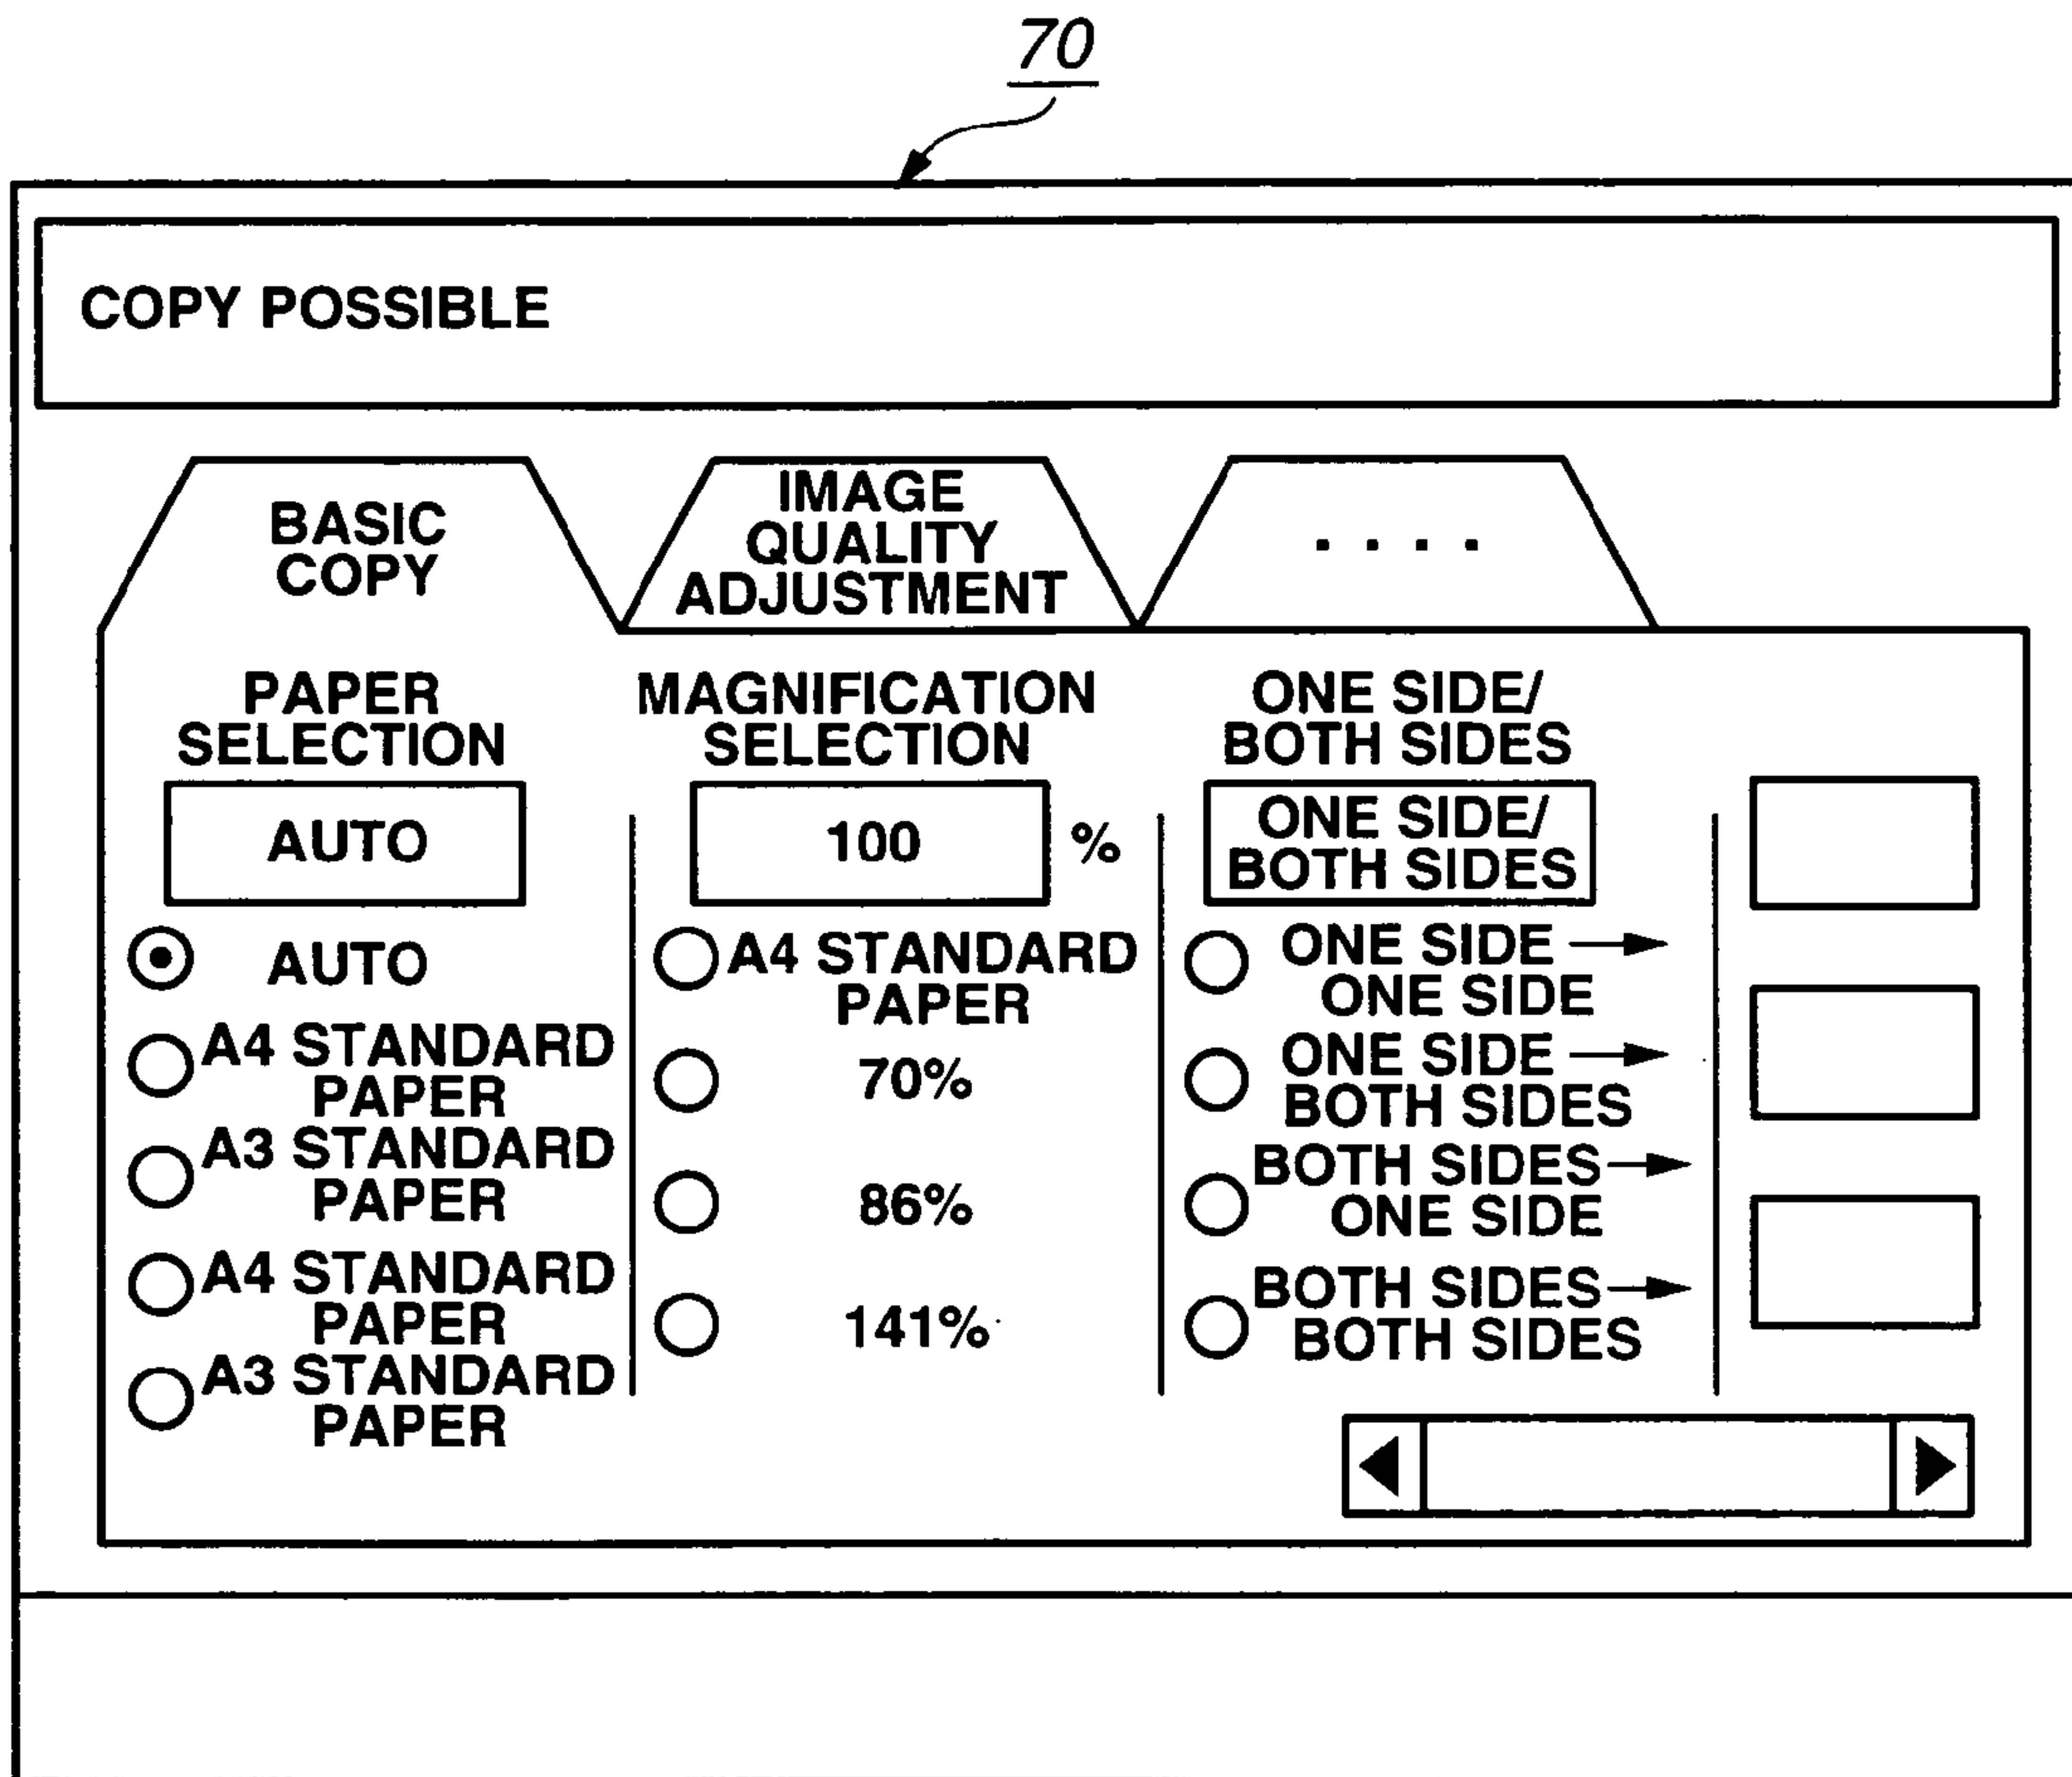 70
COPY POSSIBLE
BASIC
COPY
IMAGE
QUALITY
ADJUSTMENT
. . . .
PAPER
SELECTION
AUTO
AUTO
A4 STANDARD
PAPER
A3 STANDARD
PAPER
A4 STANDARD
PAPER
A3 STANDARD
PAPER
MAGNIFICATION
SELECTION
100 %
A4 STANDARD
PAPER
70%
86%
141%
ONE SIDE/
BOTH SIDES
ONE SIDE/
BOTH SIDES
ONE SIDE →
ONE SIDE
ONE SIDE →
BOTH SIDES
BOTH SIDES →
ONE SIDE
BOTH SIDES →
BOTH SIDES